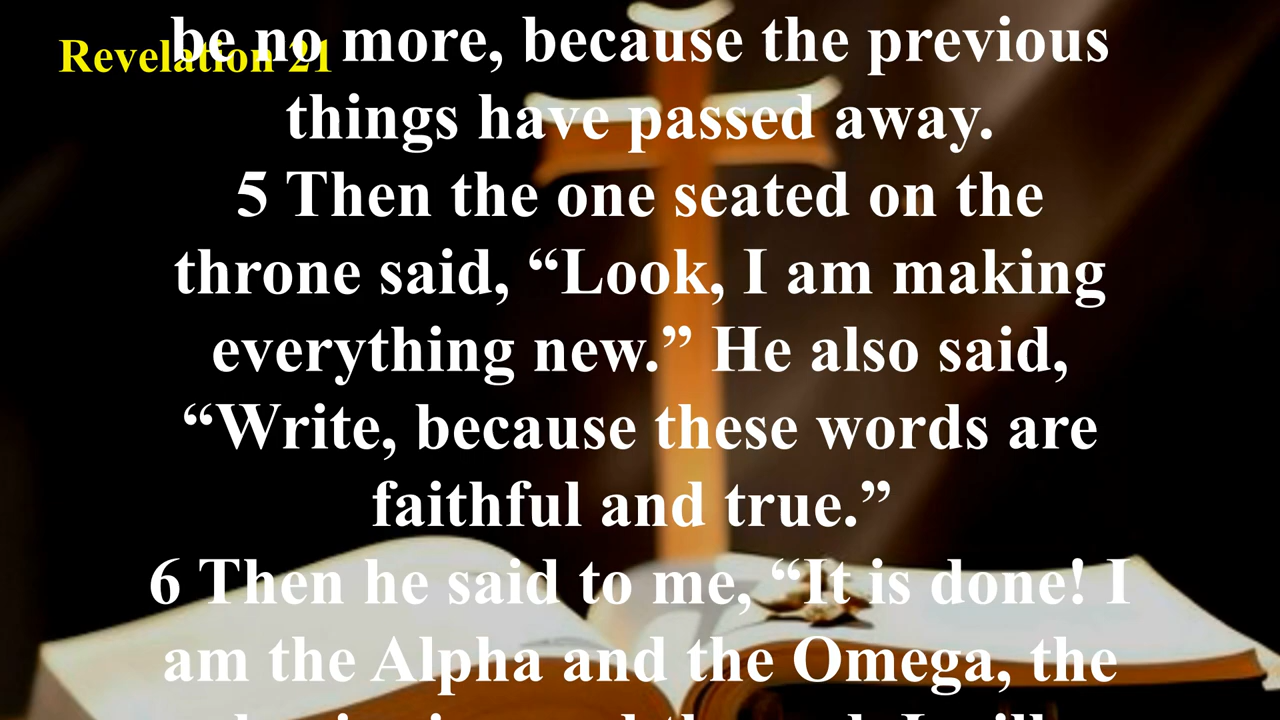 Revelation 21
be no more, because the previous
things have passed away.
5 Then the one seated on the
throne said, “Look, I am making
everything new.” He also said,
“Write, because these words are
faithful and true.”
6 Then he said to me, “It is done! I
am the Alpha and the Omega, the